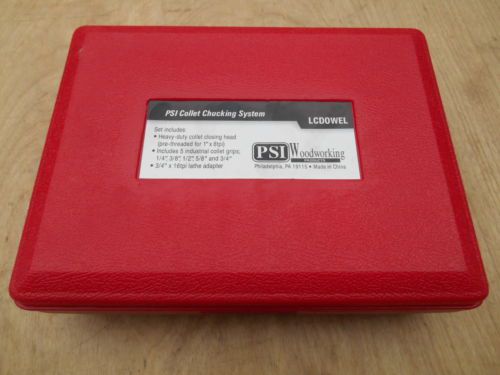 PSI Collet Chucking System
LCDOWEL
Set includes:
• Heavy-duty collet closing head
(pre-threaded for 1" x 8tpi)
• Includes 5 industrial collet grips;
1/4" 3/8" 1/2" 5/8" and 3/4"
• 3/4" x 16tpi lathe adapter
PSI Woodworking
PRODUCTS
Philadelphia, PA 19115 • Made in China